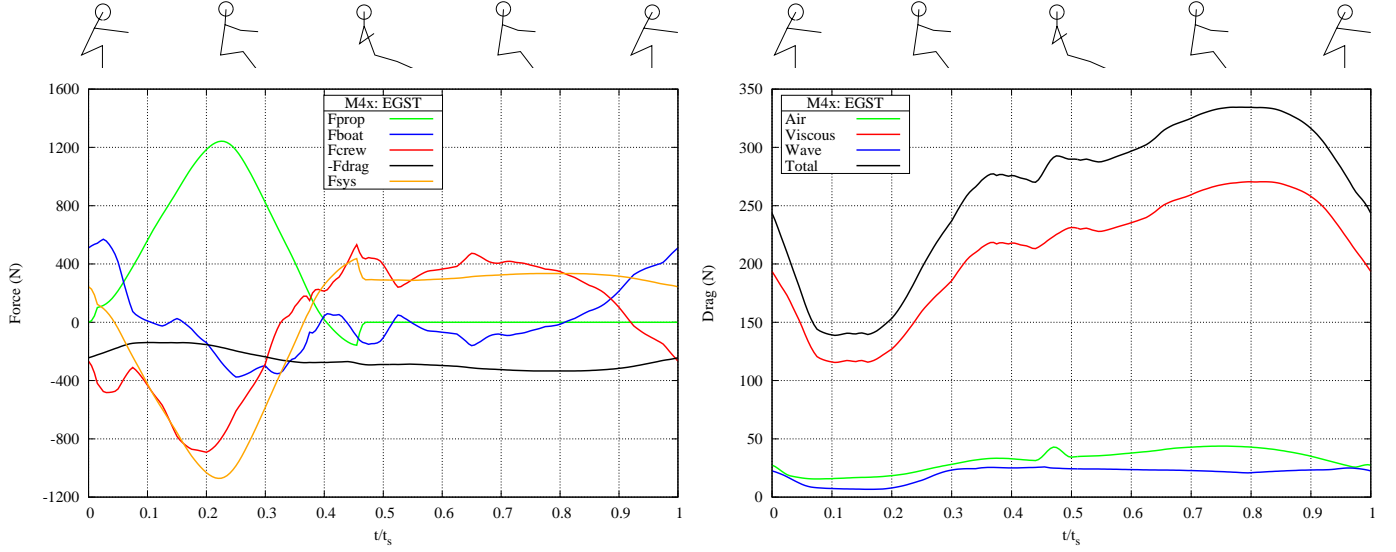 M4x: EGST
Fprop
Fboat
Fcrew
-Fdrag
Fsys
1600
1200
800
400
0
-400
-800
-1200
Force (N)
0 0.1 0.2 0.3 0.4 0.5 0.6 0.7 0.8 0.9 1
t/ts
M4x: EGST
Air
Viscous
Wave
Total
350
300
250
200
150
100
50
0
Drag (N)
0 0.1 0.2 0.3 0.4 0.5 0.6 0.7 0.8 0.9 1
t/ts